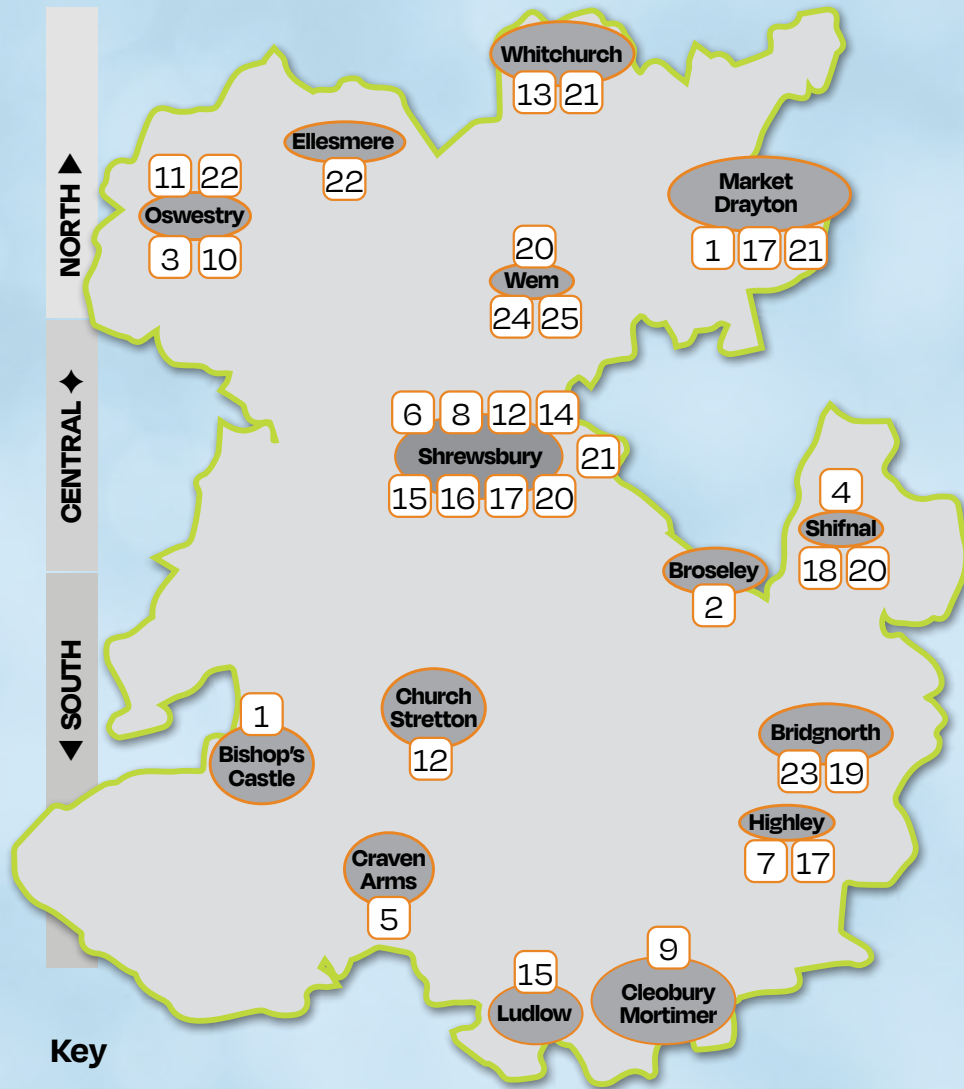 Whitchurch
13 21
Ellesmere
22
11 22
Oswestry
3 10
Market
Drayton
1 17 21
20
Wem
24 25
NORTH ▶
CENTRAL ✦
◀ SOUTH
6 8 12 14
Shrewsbury
21
15 16 17 20
4
Shifnal
18 20
Broseley
2
1
Bishop's
Castle
Church
Stretton
12
Bridgnorth
23 19
Highley
7 17
Craven
Arms
5
15
Ludlow
9
Cleobury
Mortimer
Key